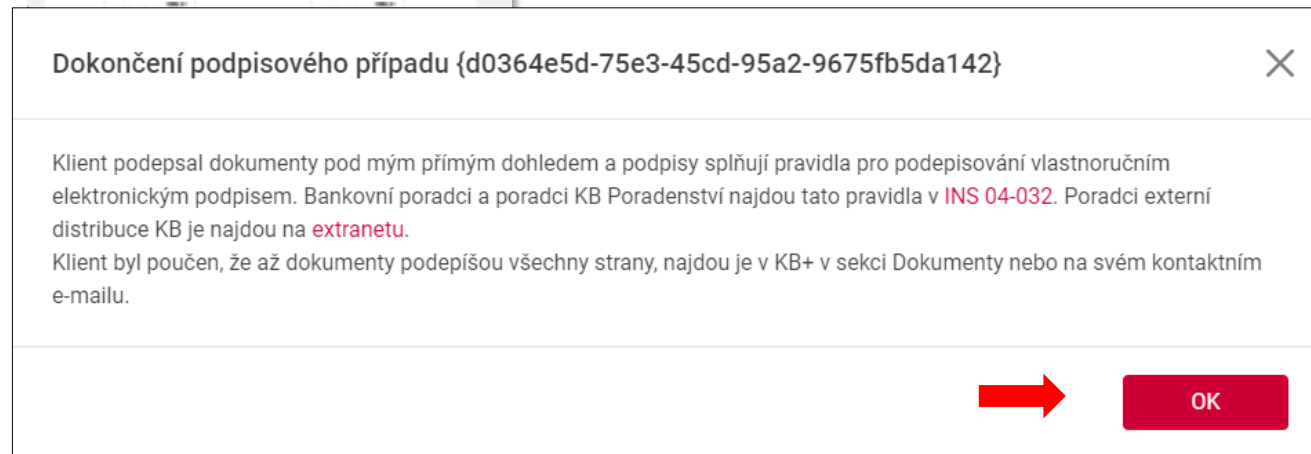 Dokončení podpisového případu {d0364e5d-75e3-45cd-95a2-9675fb5da142}
Klient podepsal dokumenty pod mým přímým dohledem a podpisy splňují pravidla pro podepisování vlastnoručním
elektronickým podpisem. Bankovní poradci a poradci KB Poradenství najdou tato pravidla v INS 04-032. Poradci externí
distribuce KB je najdou na extranetu.
Klient byl poučen, že až dokumenty podepíšou všechny strany, najdou je v KB+ v sekci Dokumenty nebo na svém kontaktním
e-mailu.
OK